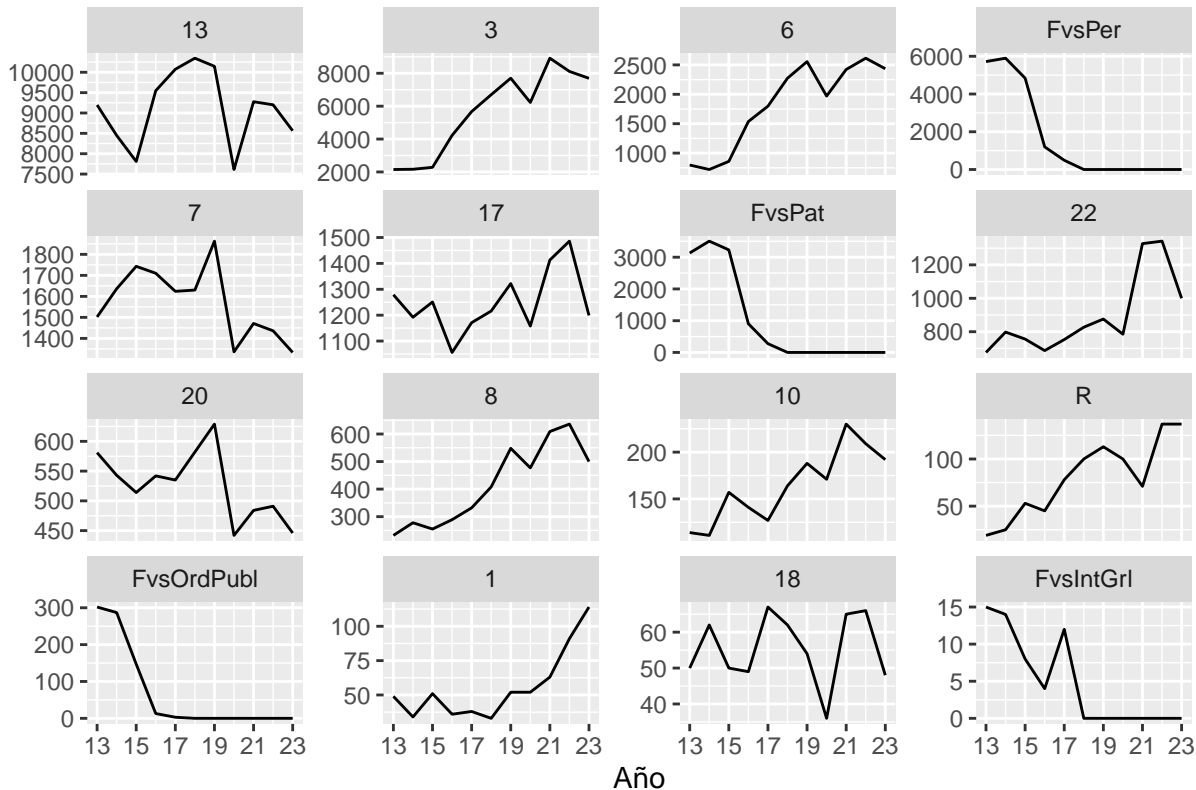 13 3 6 FvsPer
10000 9500 9000 8500 8000 7500
8000 6000 4000 2000
2500 2000 1500 1000
6000 4000 2000 0
7 17 FvsPat 22
1800 1700 1600 1500 1400
1500 1400 1300 1200 1100
3000 2000 1000 0
1200 1000 800
20 8 10 R
600 550 500 450
600 500 400 300
200 150
100 50
FvsOrdPubl 1 18 FvsIntGrl
300 200 100 0
100 75 50
60 50 40
15 10 5 0
13 15 17 19 21 23 13 15 17 19 21 23 13 15 17 19 21 23 13 15 17 19 21 23
Año